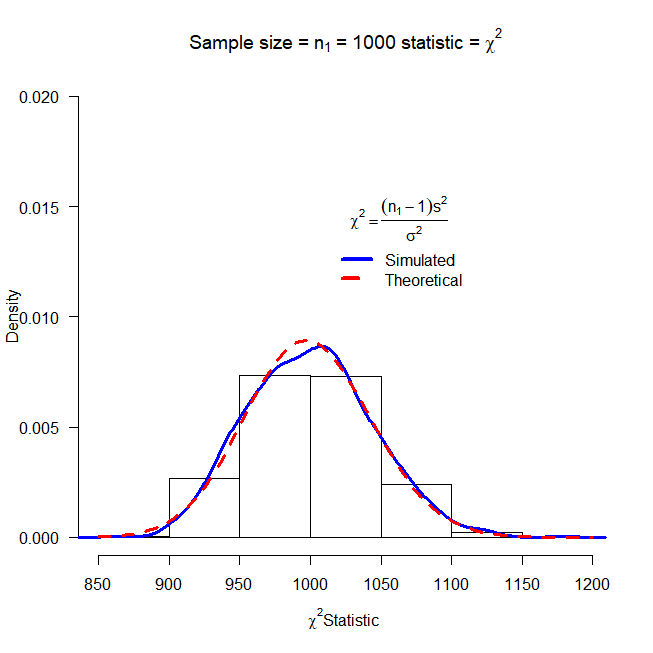 Sample size = n₁ = 1000 statistic = χ²
0.020
0.015
0.010
0.005
0.000
Density
χ² = (n₁ − 1)s² / σ²
Simulated
Theoretical
850 900 950 1000 1050 1100 1150 1200
χ²Statistic